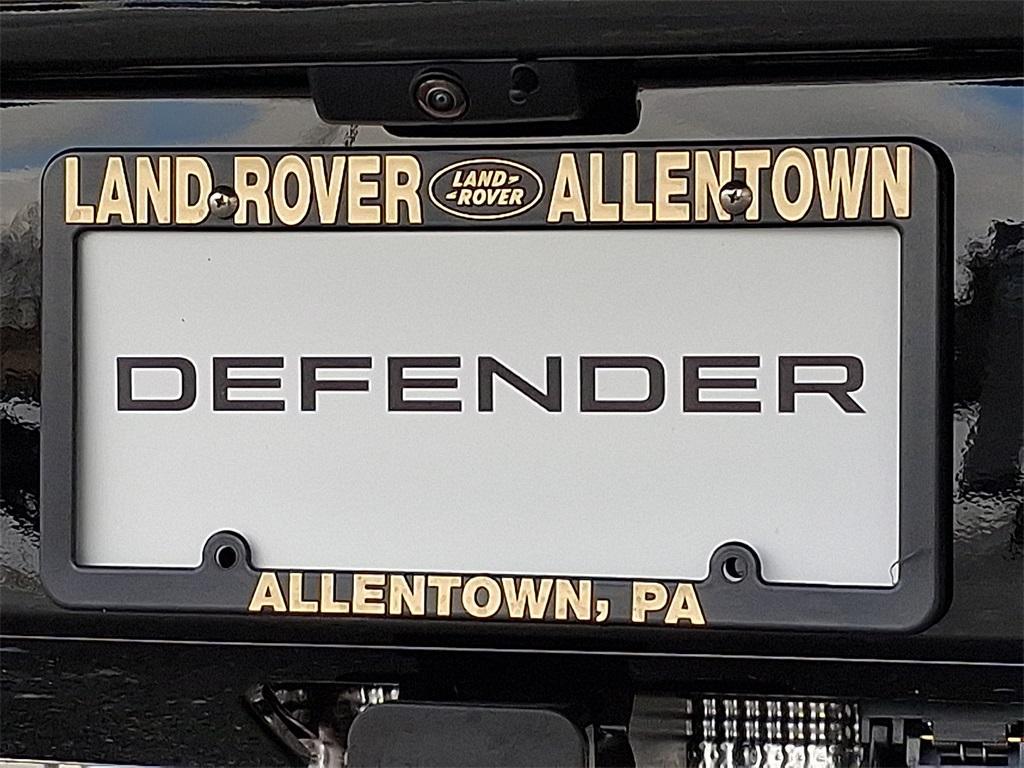 LAND ROVER LAND-ROVER ALLENTOWN
DEFENDER
ALLENTOWN, PA